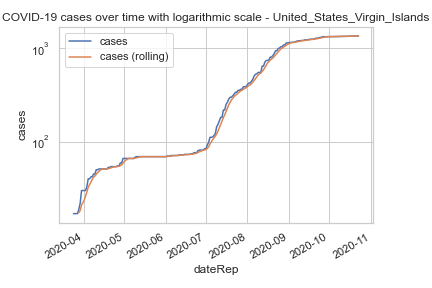 COVID-19 cases over time with logarithmic scale - United_States_Virgin_Islands
cases
cases (rolling)
10³
10²
cases
2020-04
2020-05
2020-06
2020-07
2020-08
2020-09
2020-10
2020-11
dateRep